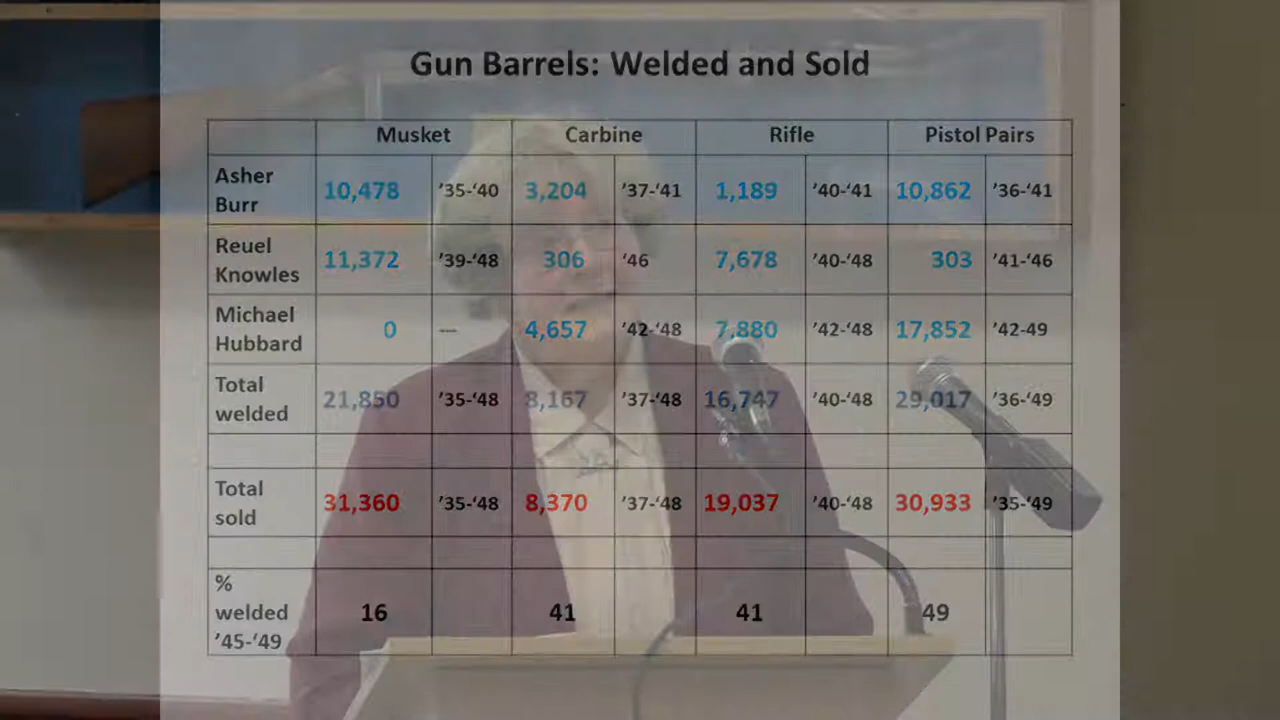 Gun Barrels: Welded and Sold
Musket Carbine Rifle Pistol Pairs
Asher
Burr 10,478 ’35-‘40 3,204 ’37-‘41 1,189 ’40-‘41 10,862 ’36-‘41
Reuel
Knowles 11,372 ’39-‘48 306 ‘46 7,678 ’40-‘48 303 ’41-‘46
Michael
Hubbard 0 --- 4,657 ’42-‘48 7,880 ’42-‘48 17,852 ’42-49
Total
welded 21,850 ’35-‘48 8,167 ’37-‘48 16,747 ’40-‘48 29,017 ’36-‘49
Total
sold 31,360 ’35-‘48 8,370 ’37-‘48 19,037 ’40-‘48 30,933 ’35-‘49
%
welded 16 41 41 49
’45-‘49